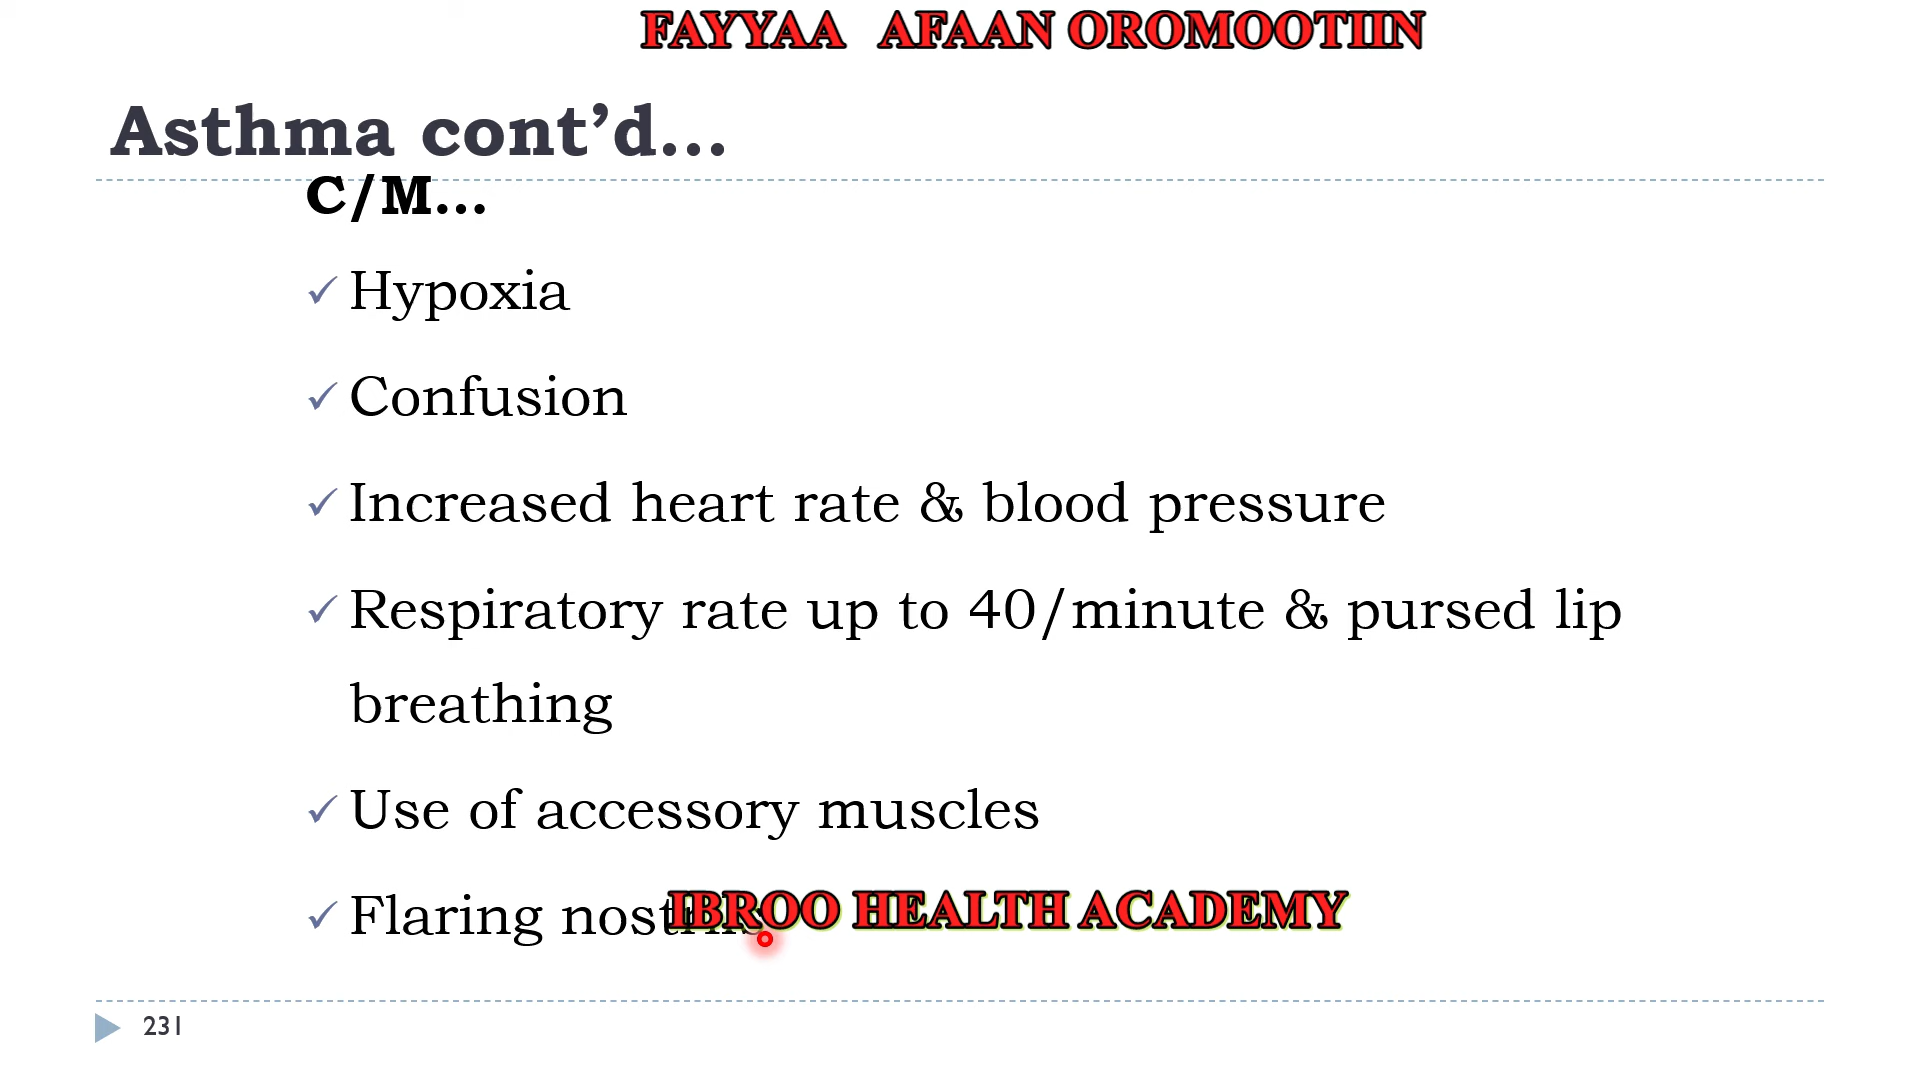 FAYYAA AFAAN OROMOOTIIN
Asthma cont’d…
C/M…
✓ Hypoxia
✓ Confusion
✓ Increased heart rate & blood pressure
✓ Respiratory rate up to 40/minute & pursed lip
breathing
✓ Use of accessory muscles
✓ Flaring nostrils
IBROO HEALTH ACADEMY
231